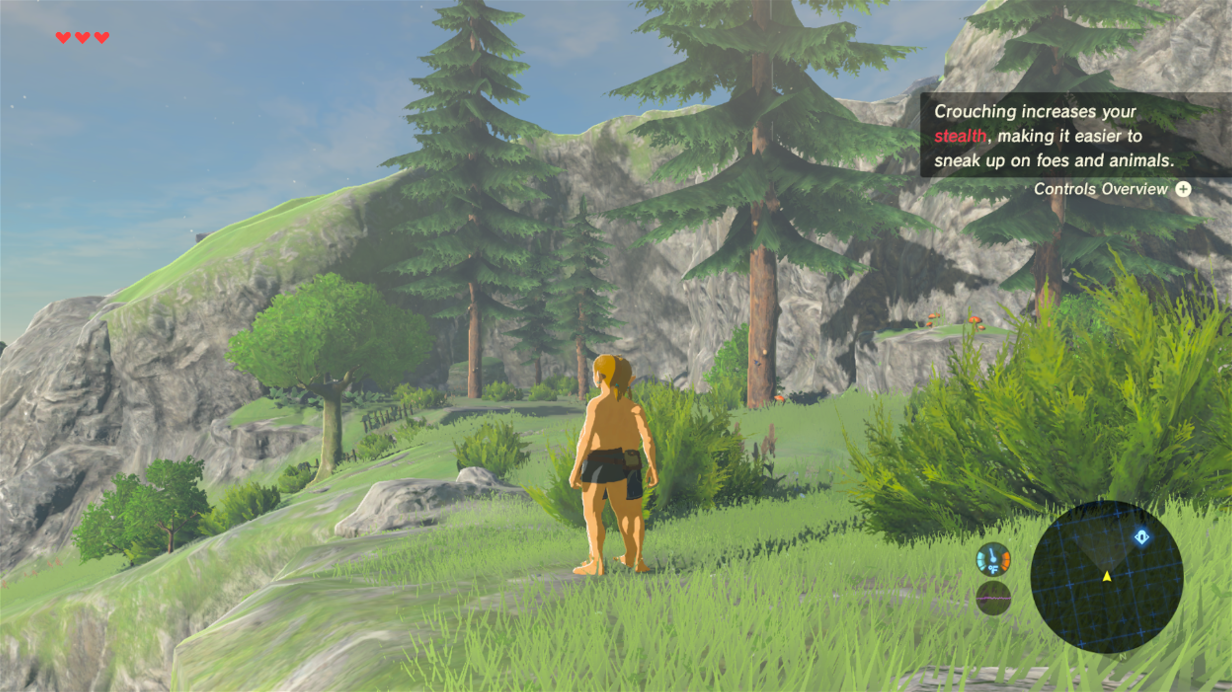 Crouching increases your
stealth, making it easier to
sneak up on foes and animals.
Controls Overview
°F
N